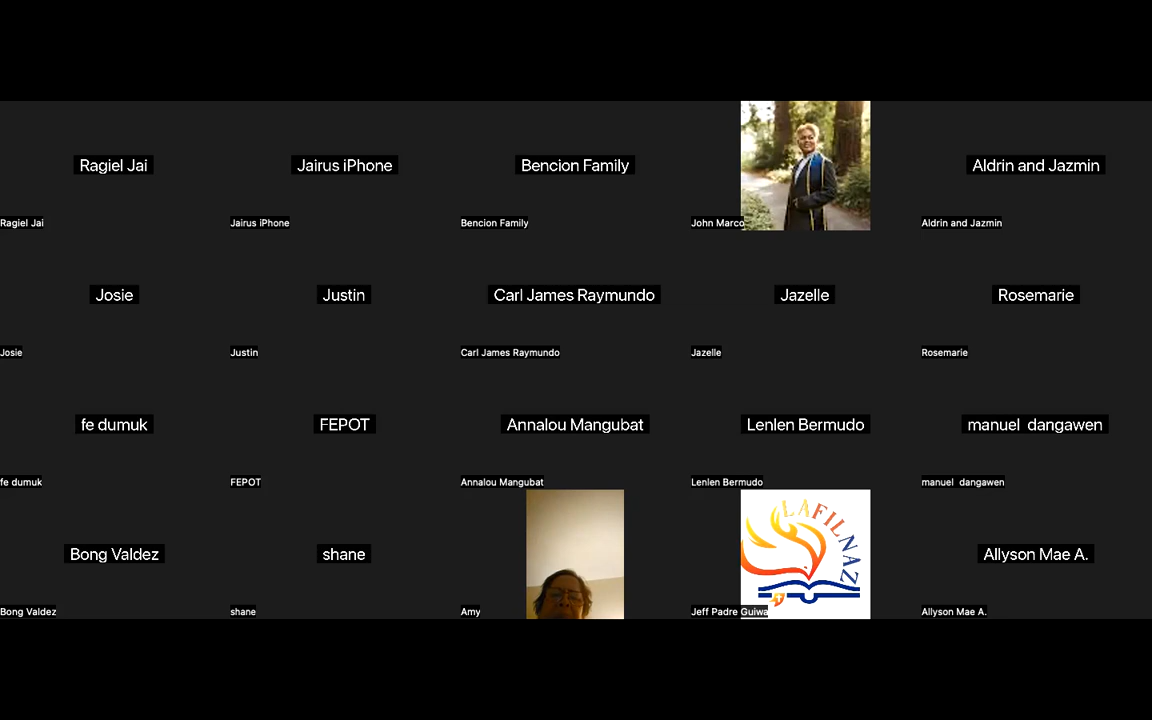 Ragiel Jai
Jairus iPhone
Bencion Family
Aldrin and Jazmin
Ragiel Jai
Jairus iPhone
Bencion Family
John Marco
Aldrin and Jazmin
Josie
Justin
Carl James Raymundo
Jazelle
Rosemarie
Josie
Justin
Carl James Raymundo
Jazelle
Rosemarie
fe dumuk
FEPOT
Annalou Mangubat
Lenlen Bermudo
manuel dangawen
fe dumuk
FEPOT
Annalou Mangubat
Lenlen Bermudo
manuel dangawen
Bong Valdez
shane
LAFILNAZ
Allyson Mae A.
Bong Valdez
shane
Amy
Jeff Padre Guiwa
Allyson Mae A.